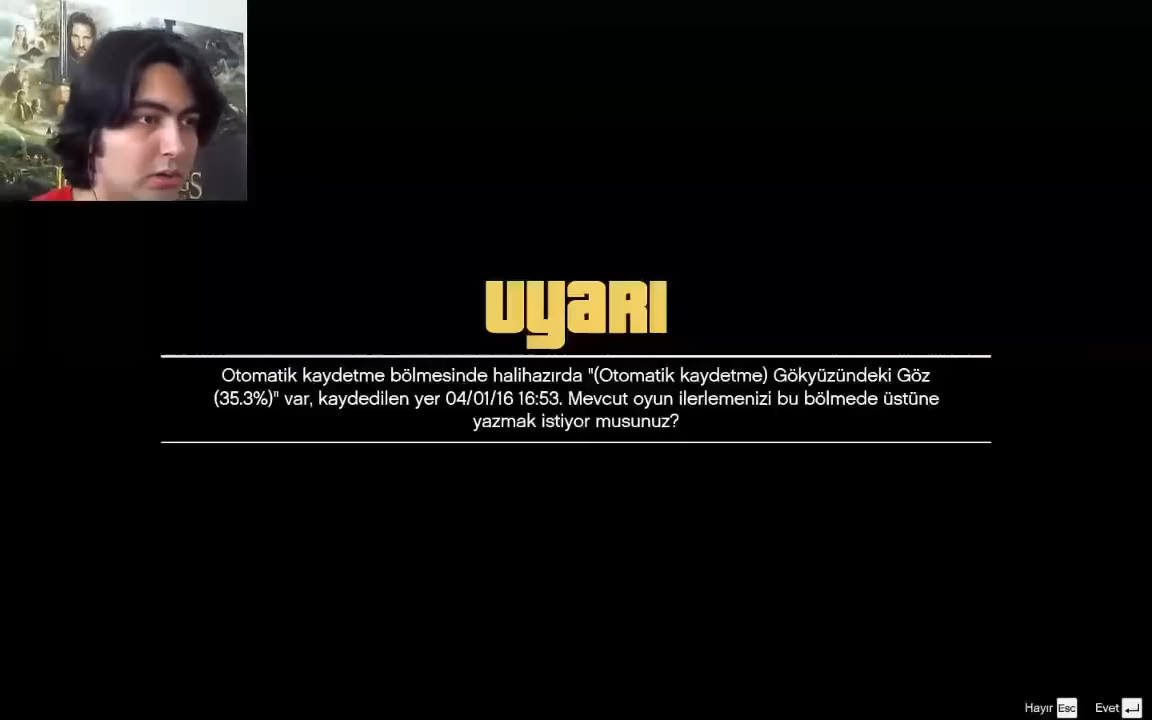 uyarı
Otomatik kaydetme bölmesinde halihazırda "(Otomatik kaydetme) Gökyüzündeki Göz
(35.3%)" var, kaydedilen yer 04/01/16 16:53. Mevcut oyun ilerlemenizi bu bölmede üstüne
yazmak istiyor musunuz?
Hayır Esc Evet